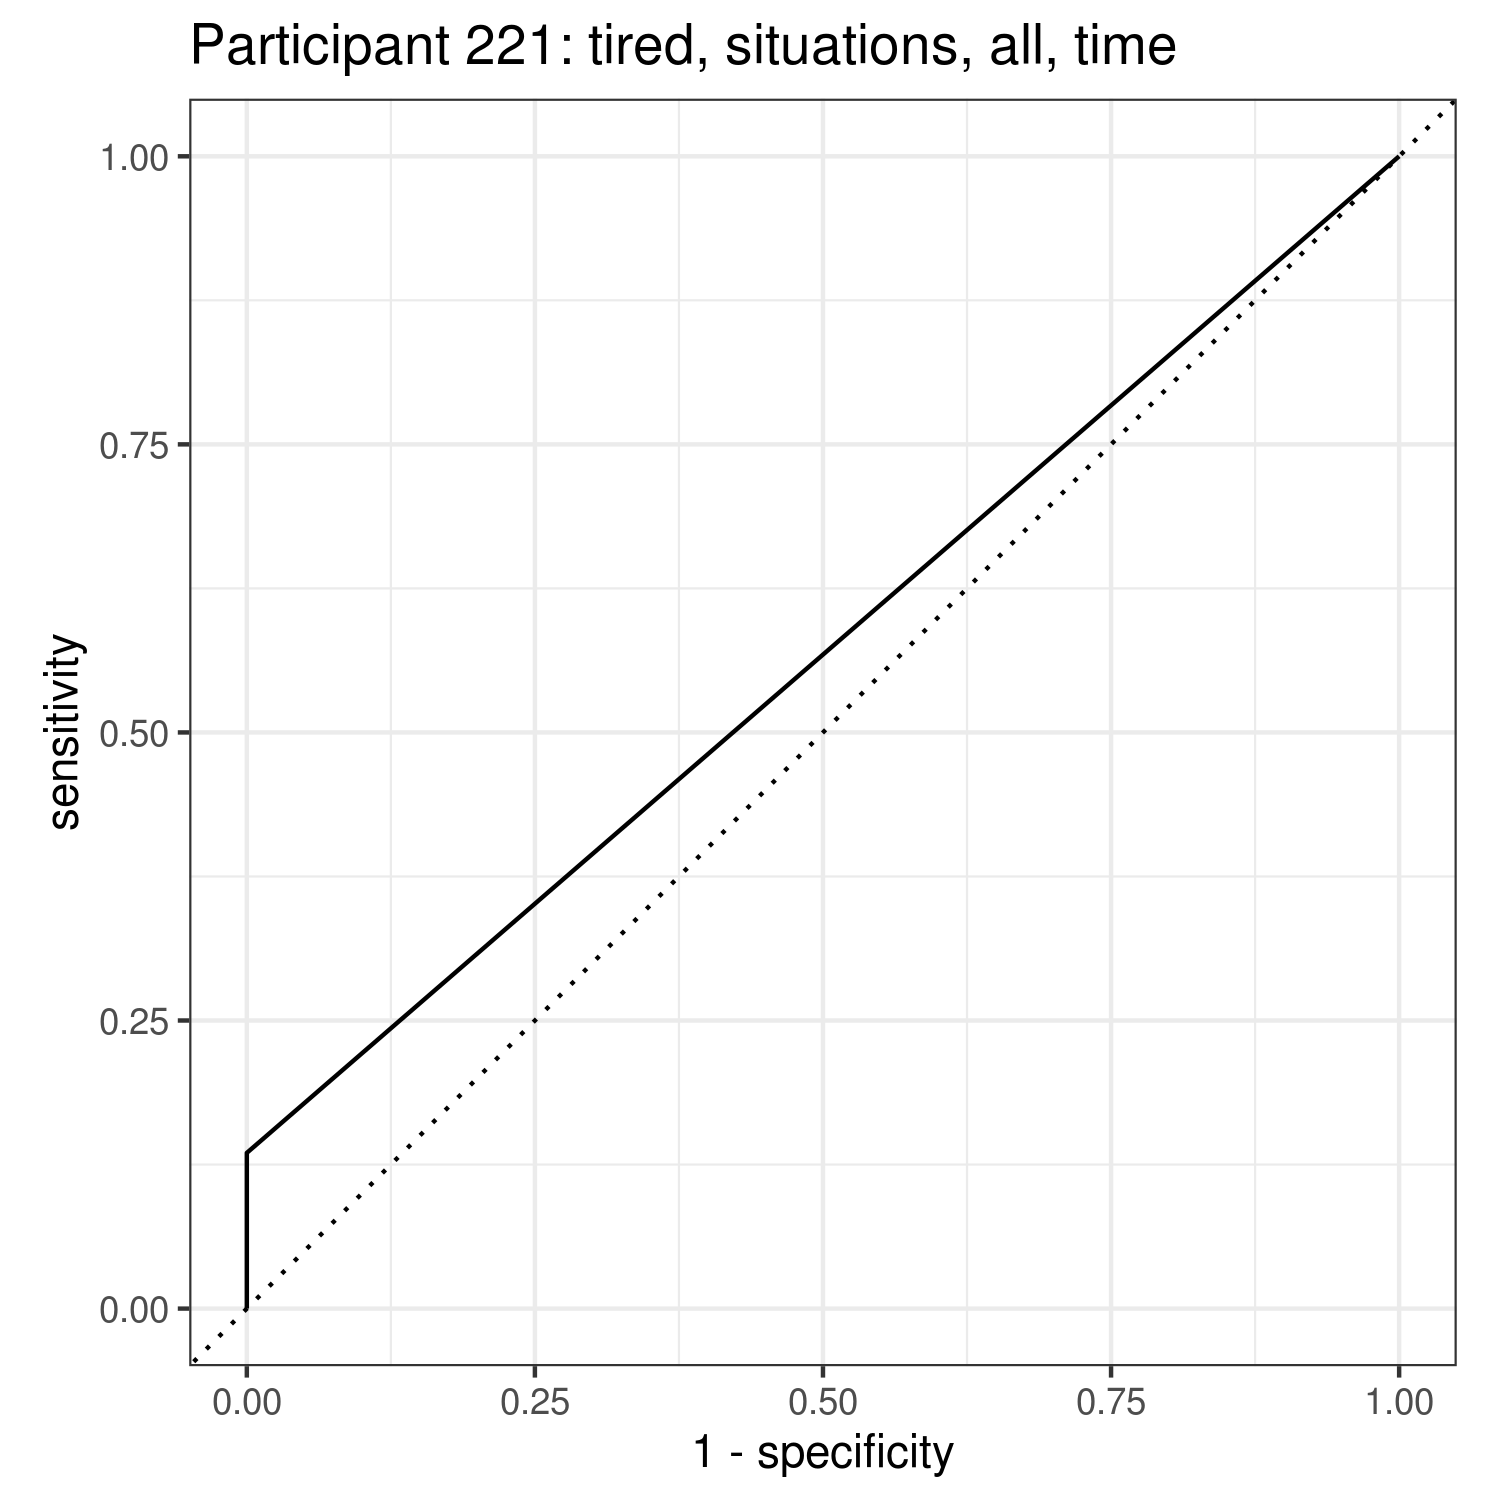 Participant 221: tired, situations, all, time
1.00
0.75
0.50
0.25
0.00
sensitivity
0.00 0.25 0.50 0.75 1.00
1 - specificity